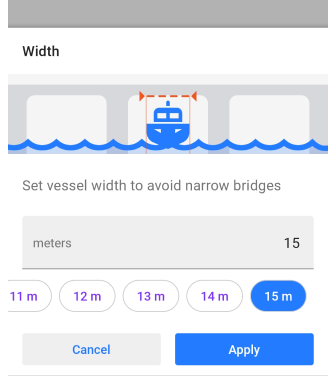 Width
Set vessel width to avoid narrow bridges
meters 15
11 m 12 m 13 m 14 m 15 m
Cancel Apply